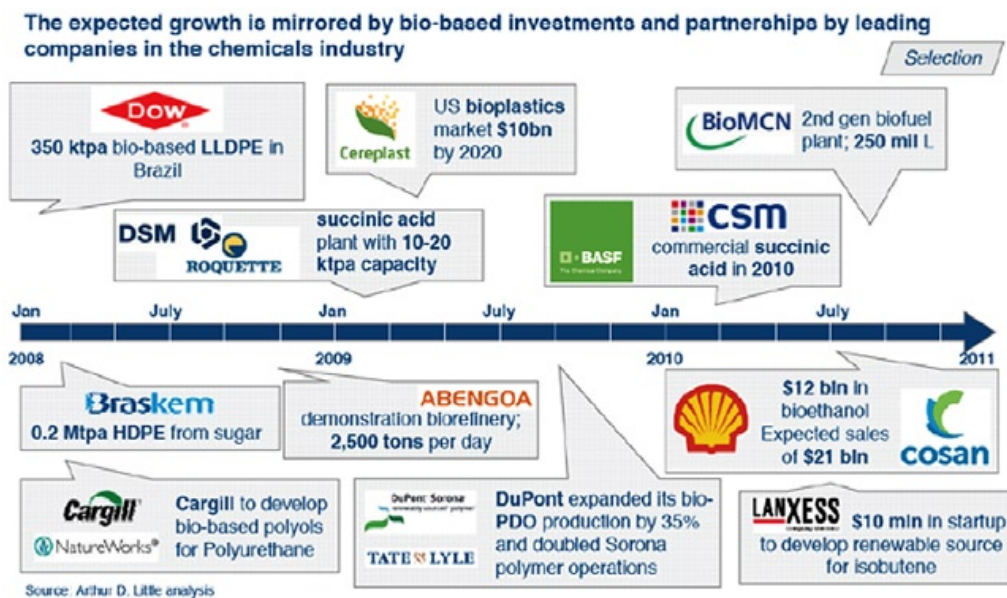 The expected growth is mirrored by bio-based investments and partnerships by leading
companies in the chemicals industry
Selection
Dow
350 ktpa bio-based LLDPE in
Brazil
Cereplast
US bioplastics
market $10bn
by 2020
BioMCN
2nd gen biofuel
plant; 250 mil L
DSM
ROQUETTE
succinic acid
plant with 10-20
ktpa capacity
BASF
The Chemical Company
csm
commercial succinic
acid in 2010
Jan
July
Jan
July
Jan
July
2008
2009
2010
2011
Braskem
0.2 Mtpa HDPE from sugar
ABENGOA
demonstration biorefinery;
2,500 tons per day
$12 bln in
bioethanol
Expected sales
of $21 bln
cosan
Cargill
NatureWorks®
Cargill to develop
bio-based polyols
for Polyurethane
DuPont Sorona
TATE & LYLE
DuPont expanded its bio-
PDO production by 35%
and doubled Sorona
polymer operations
LANXESS
$10 mln in startup
to develop renewable source
for isobutene
Source: Arthur D. Little analysis